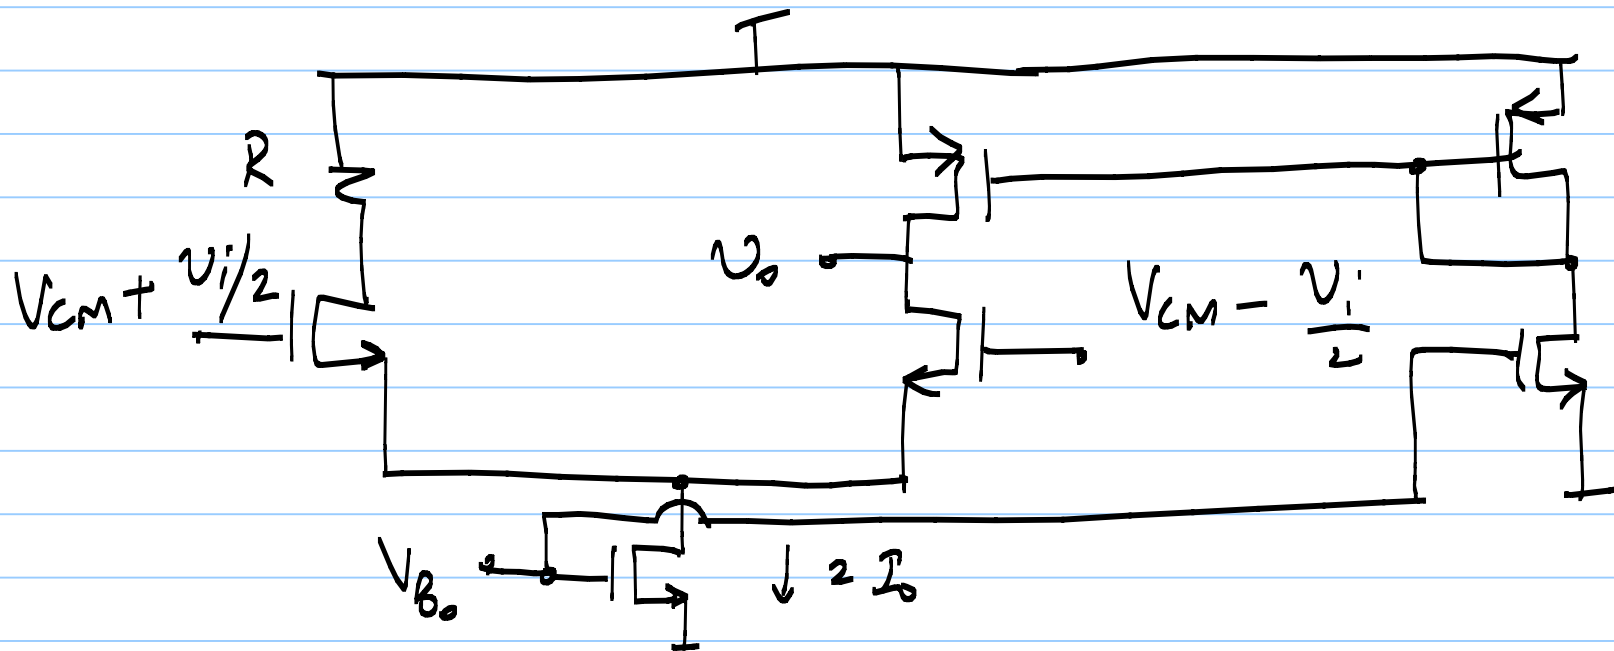 R
V_CM + v_i/2
v_o
V_CM - v_i/2
V_Bo
↓ 2 I_o